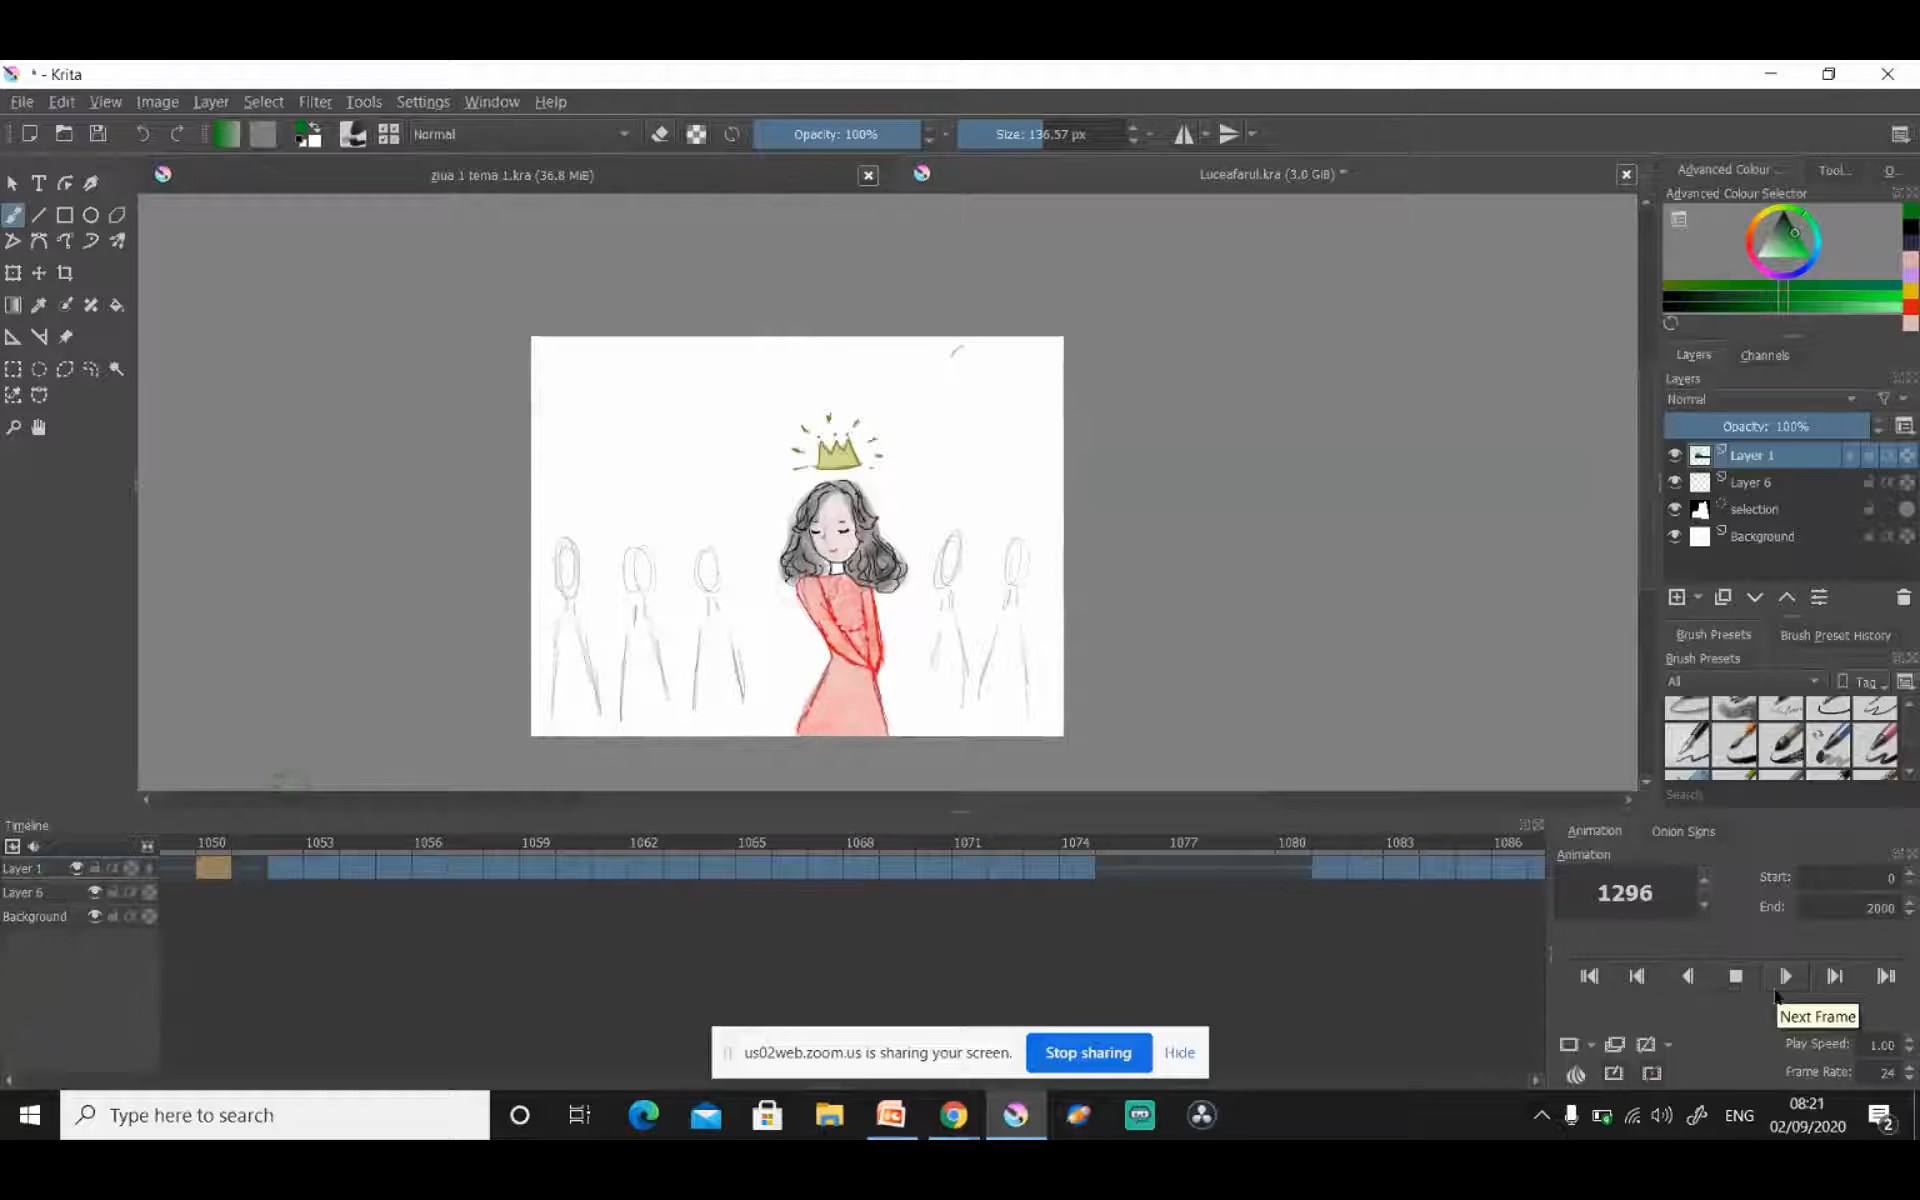 * - Krita
File Edit View Image Layer Select Filter Tools Settings Window Help
Normal Opacity: 100% Size: 136.57 px
ziua 1 tema 1.kra (36.8 MiB) Luceafarul.kra (3.0 GiB) *
Advanced Colour ... Tool... O...
Advanced Colour Selector
Layers Channels
Layers
Normal
Opacity: 100%
Layer 1
Layer 6
selection
Background
Brush Presets Brush Preset History
Brush Presets
All Tag
Search
Timeline
1050 1053 1056 1059 1062 1065 1068 1071 1074 1077 1080 1083 1086
Layer 1
Layer 6
Background
Animation Onion Skins
Animation
1296
Start: 0
End: 2000
Next Frame
Play Speed: 1.00
Frame Rate: 24
us02web.zoom.us is sharing your screen. Stop sharing Hide
Type here to search
ENG
08:21
02/09/2020
2